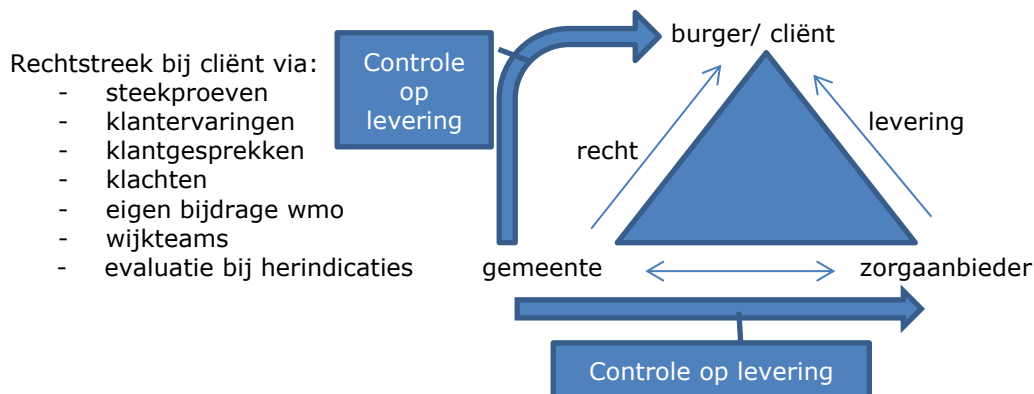 burger/ cliënt
Rechtstreek bij cliënt via:
- steekproeven
- klantervaringen
- klantgesprekken
- klachten
- eigen bijdrage wmo
- wijkteams
- evaluatie bij herindicaties
Controle
op
levering
recht
levering
gemeente
zorgaanbieder
Controle op levering